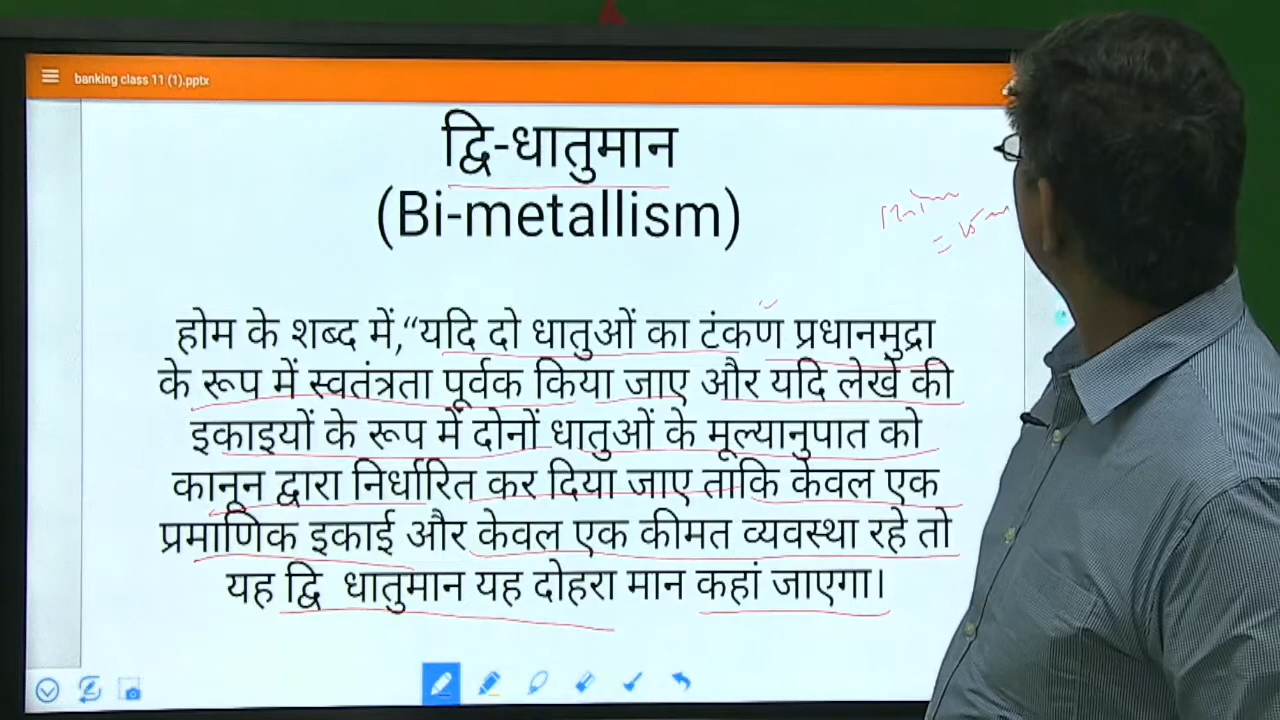 banking class 11 (1).pptx
द्वि-धातुमान
(Bi-metallism)
होम के शब्द में,“यदि दो धातुओं का टंकण प्रधानमुद्रा
के रूप में स्वतंत्रता पूर्वक किया जाए और यदि लेखे की
इकाइयों के रूप में दोनों धातुओं के मूल्यानुपात को
कानून द्वारा निर्धारित कर दिया जाए ताकि केवल एक
प्रमाणिक इकाई और केवल एक कीमत व्यवस्था रहे तो
यह द्वि धातुमान यह दोहरा मान कहां जाएगा।